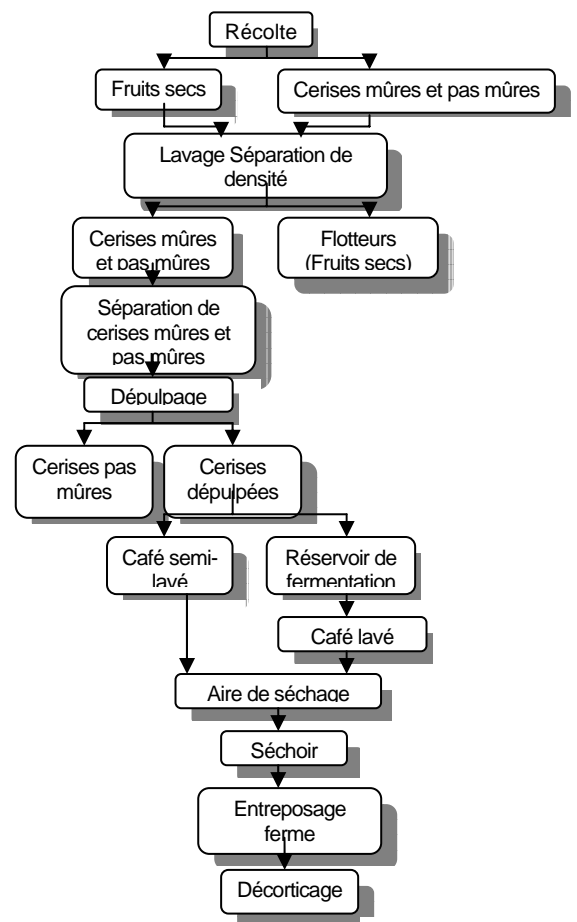 Récolte
Fruits secs
Cerises mûres et pas mûres
Lavage Séparation de
densité
Cerises mûres
et pas mûres
Flotteurs
(Fruits secs)
Séparation de
cerises mûres et
pas mûres
Dépulpage
Cerises pas
mûres
Cerises
dépulpées
Café semi-
lavé
Réservoir de
fermentation
Café lavé
Aire de séchage
Séchoir
Entreposage
ferme
Décorticage